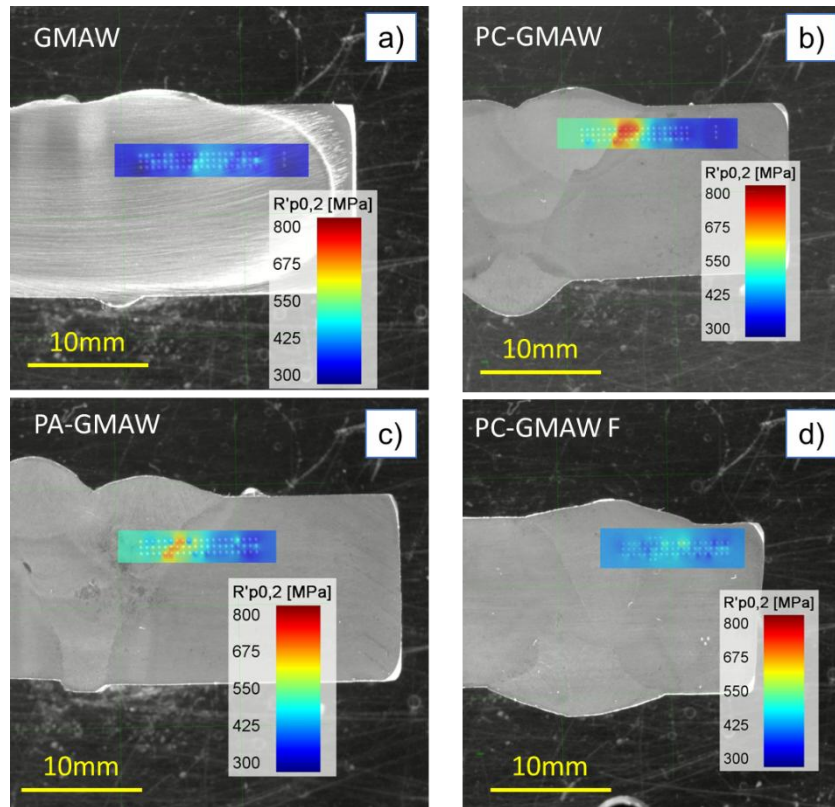 GMAW
a)
R'p0,2 [MPa]
800
675
550
425
300
10mm
PC-GMAW
b)
R'p0,2 [MPa]
800
675
550
425
300
10mm
PA-GMAW
c)
R'p0,2 [MPa]
800
675
550
425
300
10mm
PC-GMAW F
d)
R'p0,2 [MPa]
800
675
550
425
300
10mm